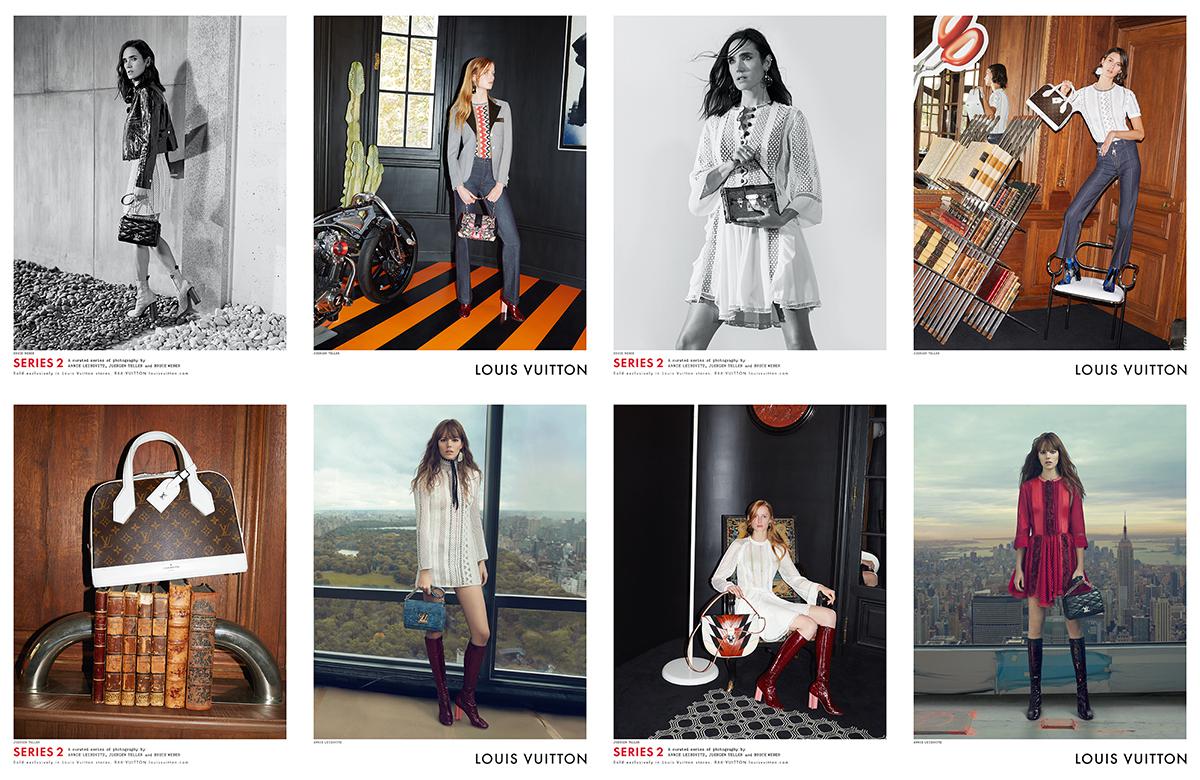 BRUCE WEBER
JUERGEN TELLER
SERIES 2
A curated series of photography by
ANNIE LEIBOVITZ, JUERGEN TELLER and BRUCE WEBER
Sold exclusively in Louis Vuitton stores. 866-VUITTON louisvuitton.com
LOUIS VUITTON
BRUCE WEBER
JUERGEN TELLER
SERIES 2
A curated series of photography by
ANNIE LEIBOVITZ, JUERGEN TELLER and BRUCE WEBER
Sold exclusively in Louis Vuitton stores. 866-VUITTON louisvuitton.com
LOUIS VUITTON
JUERGEN TELLER
ANNIE LEIBOVITZ
SERIES 2
A curated series of photography by
ANNIE LEIBOVITZ, JUERGEN TELLER and BRUCE WEBER
Sold exclusively in Louis Vuitton stores. 866-VUITTON louisvuitton.com
LOUIS VUITTON
JUERGEN TELLER
ANNIE LEIBOVITZ
SERIES 2
A curated series of photography by
ANNIE LEIBOVITZ, JUERGEN TELLER and BRUCE WEBER
Sold exclusively in Louis Vuitton stores. 866-VUITTON louisvuitton.com
LOUIS VUITTON